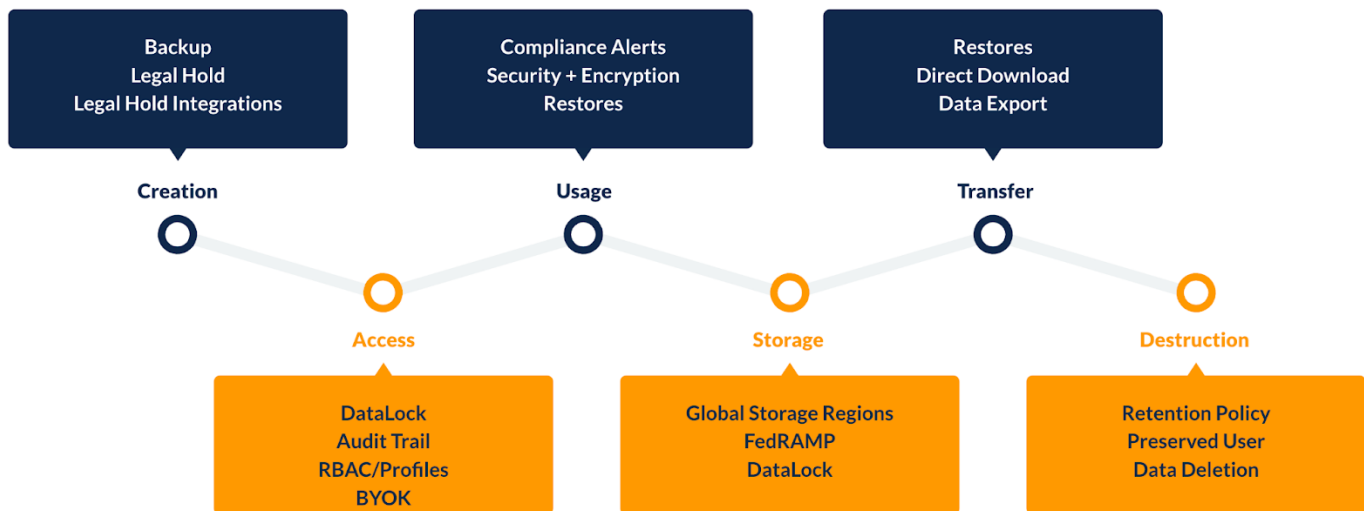 Backup
Legal Hold
Legal Hold Integrations
Compliance Alerts
Security + Encryption
Restores
Restores
Direct Download
Data Export
Creation
Usage
Transfer
Access
Storage
Destruction
DataLock
Audit Trail
RBAC/Profiles
BYOK
Global Storage Regions
FedRAMP
DataLock
Retention Policy
Preserved User
Data Deletion